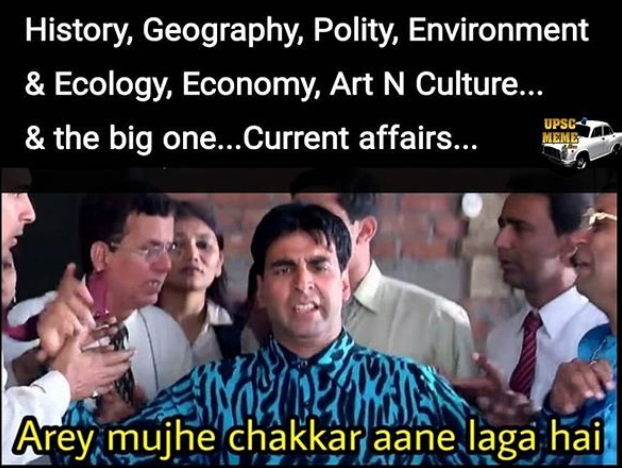 History, Geography, Polity, Environment
& Ecology, Economy, Art N Culture...
& the big one...Current affairs...
UPSC
MEME
Arey mujhe chakkar aane laga hai